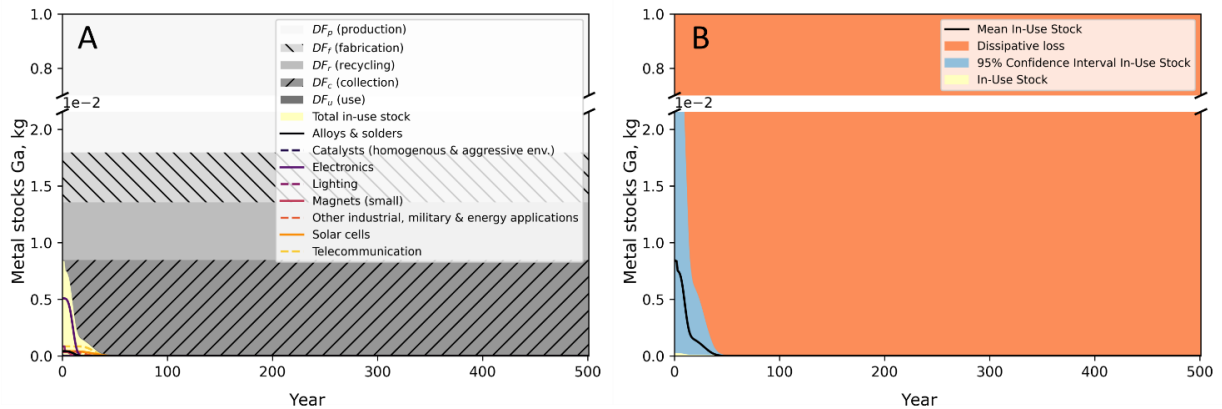 A
1.0
0.8
1e−2
2.0
1.5
1.0
0.5
0.0
Metal stocks Ga, kg
0
100
200
300
400
500
Year
DFp (production)
DFf (fabrication)
DFr (recycling)
DFc (collection)
DFu (use)
Total in-use stock
Alloys & solders
Catalysts (homogenous & aggressive env.)
Electronics
Lighting
Magnets (small)
Other industrial, military & energy applications
Solar cells
Telecommunication
B
1.0
0.8
1e−2
2.0
1.5
1.0
0.5
0.0
Metal stocks Ga, kg
0
200
400
500
Year
Mean In-Use Stock
Dissipative loss
95% Confidence Interval In-Use Stock
In-Use Stock